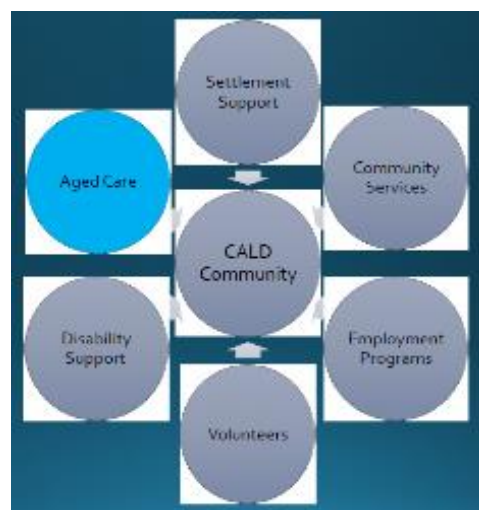 Settlement
Support
Aged Care
Community
Services
CALD
Community
Disability
Support
Employment
Programs
Volunteers